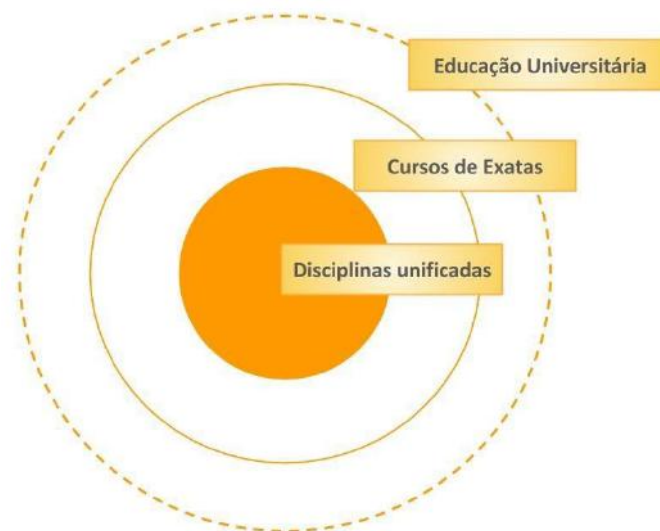 Educação Universitária
Cursos de Exatas
Disciplinas unificadas